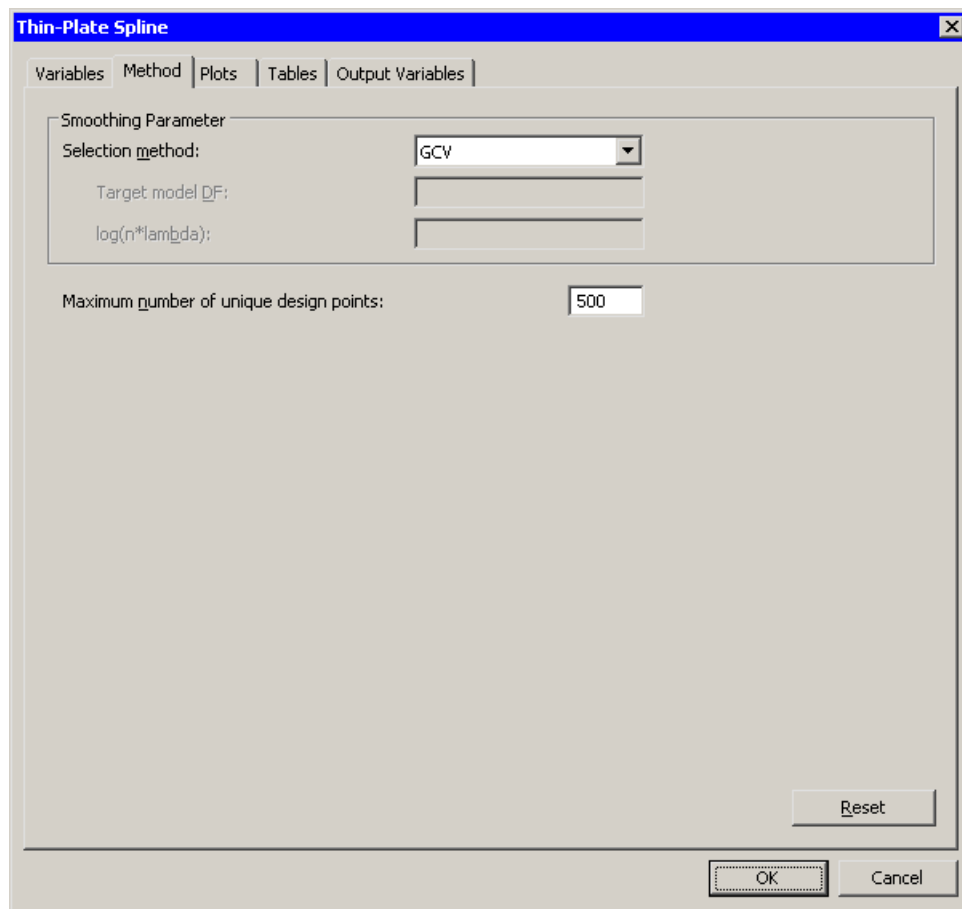 Thin-Plate Spline
Variables Method Plots Tables Output Variables
Smoothing Parameter
Selection method: GCV
Target model DF:
log(n*lambda):
Maximum number of unique design points: 500
Reset
OK Cancel